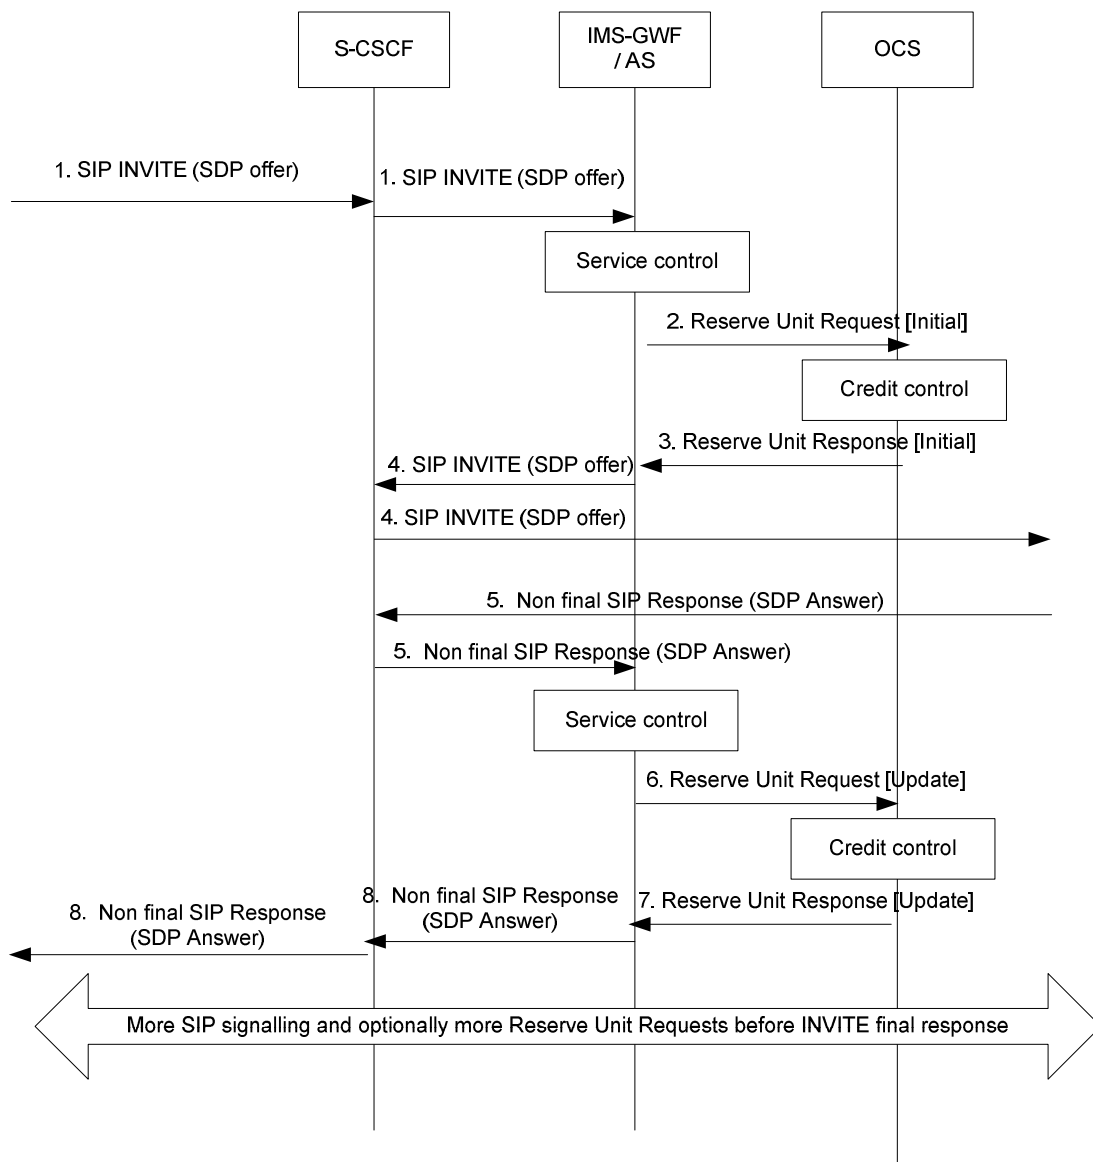 S-CSCF
IMS-GWF
/ AS
OCS
1. SIP INVITE (SDP offer)
1. SIP INVITE (SDP offer)
Service control
2. Reserve Unit Request [Initial]
Credit control
3. Reserve Unit Response [Initial]
4. SIP INVITE (SDP offer)
4. SIP INVITE (SDP offer)
5. Non final SIP Response (SDP Answer)
5. Non final SIP Response (SDP Answer)
Service control
6. Reserve Unit Request [Update]
Credit control
7. Reserve Unit Response [Update]
8. Non final SIP Response
(SDP Answer)
8. Non final SIP Response
(SDP Answer)
More SIP signalling and optionally more Reserve Unit Requests before INVITE final response